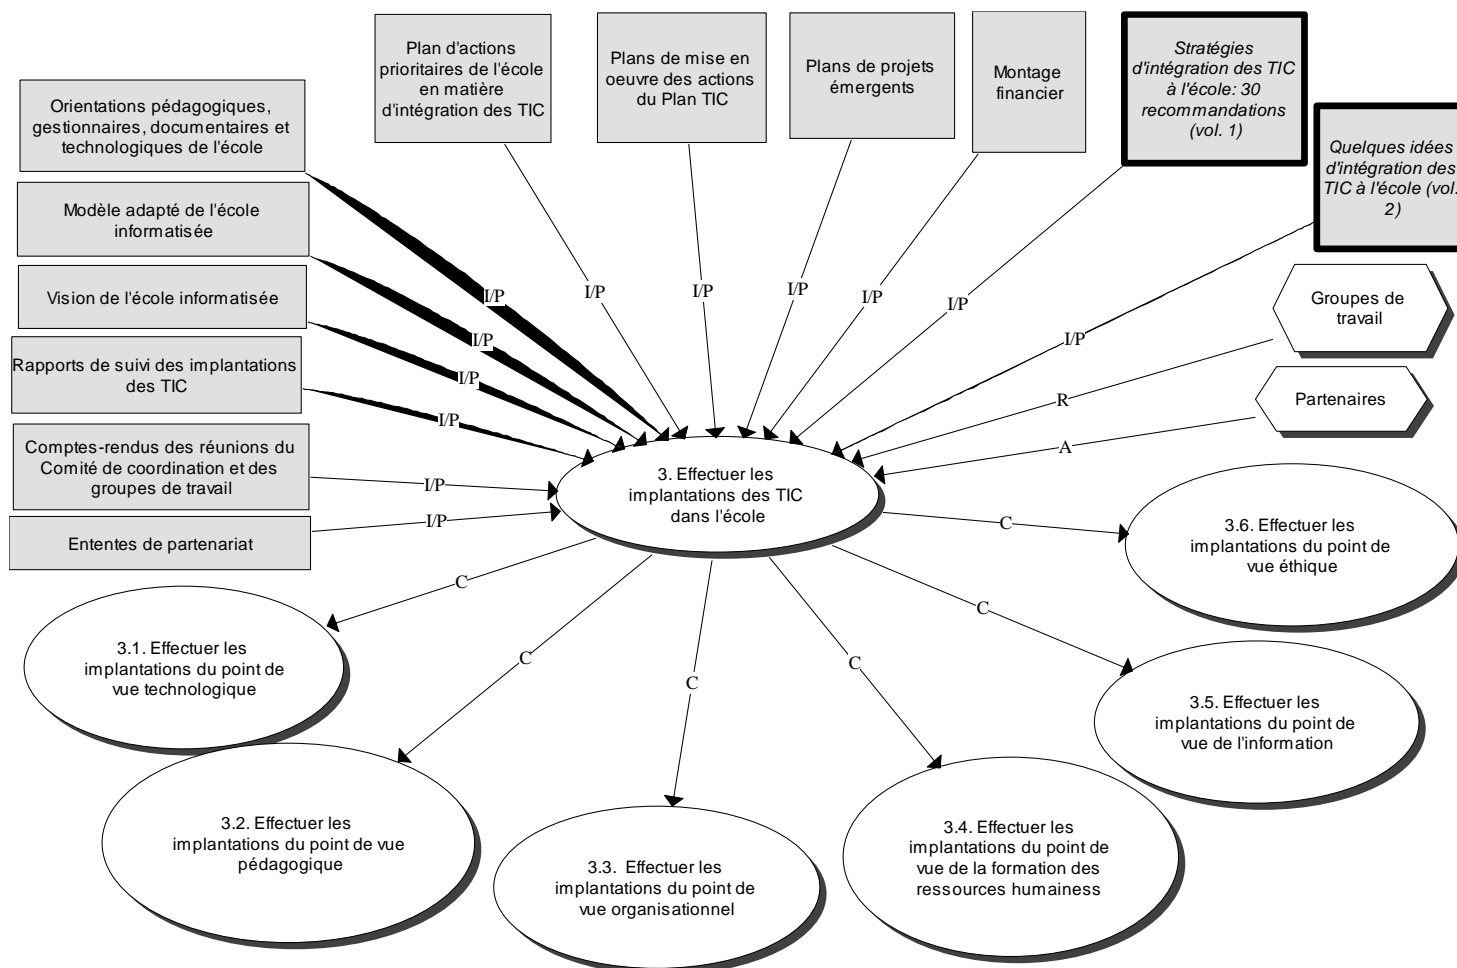 Plan d'actions
prioritaires de l'école
en matière
d'intégration des TIC
Plans de mise en
oeuvre des actions
du Plan TIC
Plans de projets
émergents
Montage
financier
Stratégies
d'intégration des TIC
à l'école: 30
recommandations
(vol. 1)
Quelques idées
d'intégration des
TIC à l'école (vol.
2)
Orientations pédagogiques,
gestionnaires, documentaires et
technologiques de l'école
Modèle adapté de l'école
informatisée
Vision de l'école informatisée
Rapports de suivi des implantations
des TIC
Comptes-rendus des réunions du
Comité de coordination et des
groupes de travail
Ententes de partenariat
Groupes de
travail
Partenaires
I/P
I/P
I/P
I/P
I/P
I/P
I/P
I/P
I/P
I/P
I/P
I/P
I/P
R
A
3. Effectuer les
implantations des TIC
dans l'école
C
C
C
C
C
C
3.6. Effectuer les
implantations du point de
vue éthique
3.1. Effectuer les
implantations du point de
vue technologique
3.5. Effectuer les
implantations du point de
vue de l'information
3.2. Effectuer les
implantations du point de vue
pédagogique
3.3. Effectuer les
implantations du point de
vue organisationnel
3.4. Effectuer les
implantations du point de
vue de la formation des
ressources humainess